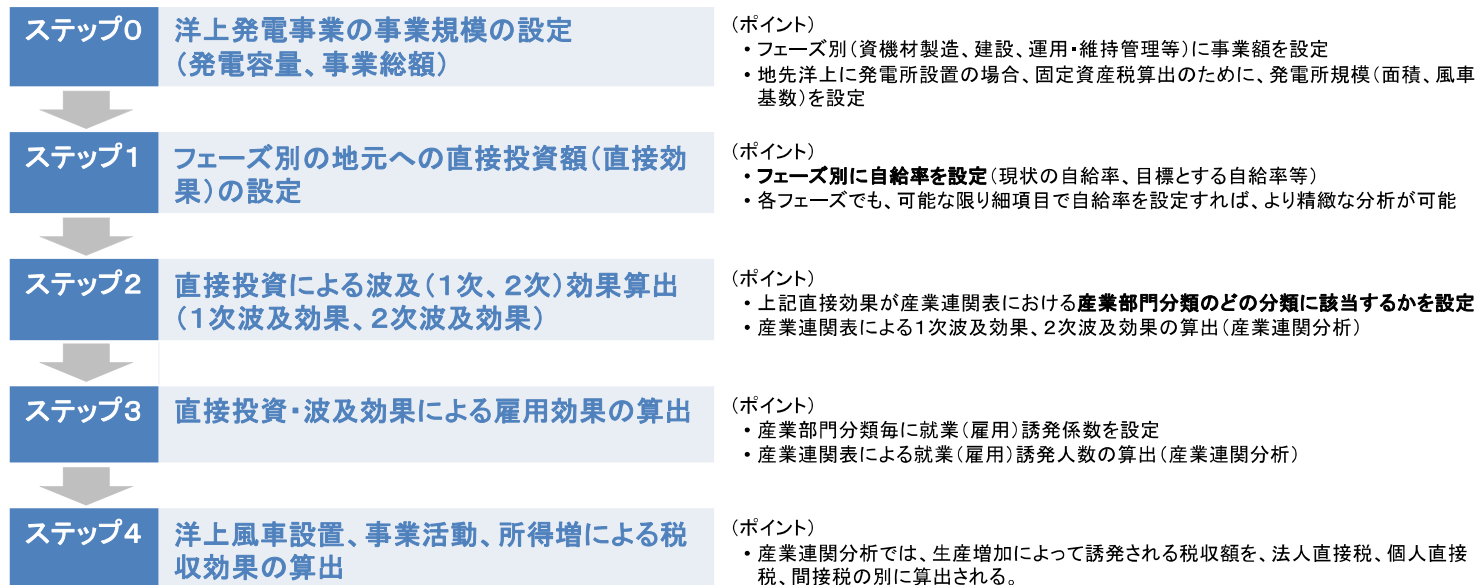 ステップ0
洋上発電事業の事業規模の設定
(発電容量、事業総額)
(ポイント)
・フェーズ別(資機材製造、建設、運用・維持管理等)に事業額を設定
・地先洋上に発電所設置の場合、固定資産税算出のために、発電所規模(面積、風車
基数)を設定
ステップ1
フェーズ別の地元への直接投資額(直接効
果)の設定
(ポイント)
・フェーズ別に自給率を設定(現状の自給率、目標とする自給率等)
・各フェーズでも、可能な限り細項目で自給率を設定すれば、より精緻な分析が可能
ステップ2
直接投資による波及(1次、2次)効果算出
(1次波及効果、2次波及効果)
(ポイント)
・上記直接効果が産業連関表における産業部門分類のどの分類に該当するかを設定
・産業連関表による1次波及効果、2次波及効果の算出(産業連関分析)
ステップ3
直接投資・波及効果による雇用効果の算出
(ポイント)
・産業部門分類毎に就業(雇用)誘発係数を設定
・産業連関表による就業(雇用)誘発人数の算出(産業連関分析)
ステップ4
洋上風車設置、事業活動、所得増による税
収効果の算出
(ポイント)
・産業連関分析では、生産増加によって誘発される税収額を、法人直接税、個人直接
税、間接税の別に算出される。